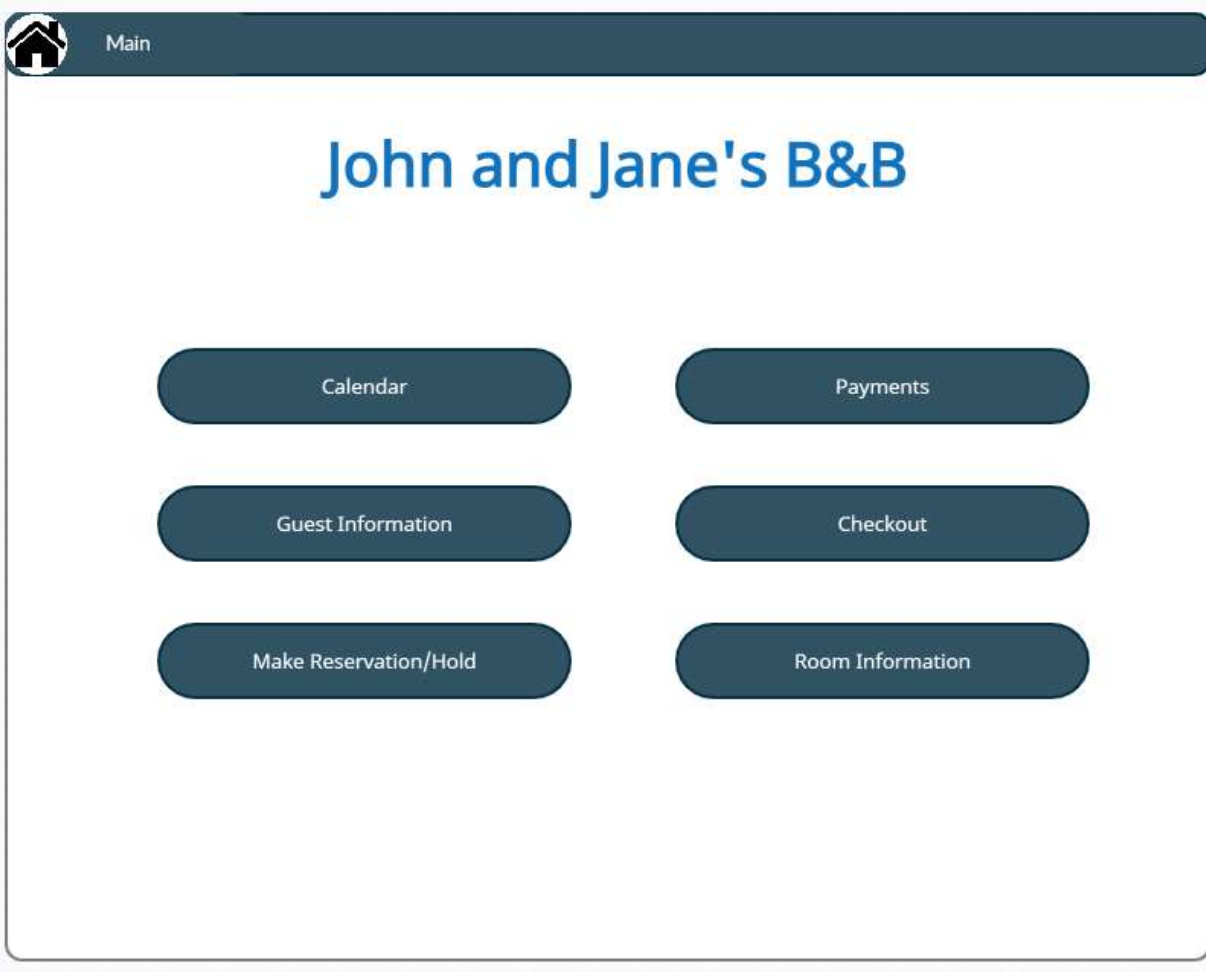 Main
John and Jane's B&B
Calendar
Payments
Guest Information
Checkout
Make Reservation/Hold
Room Information